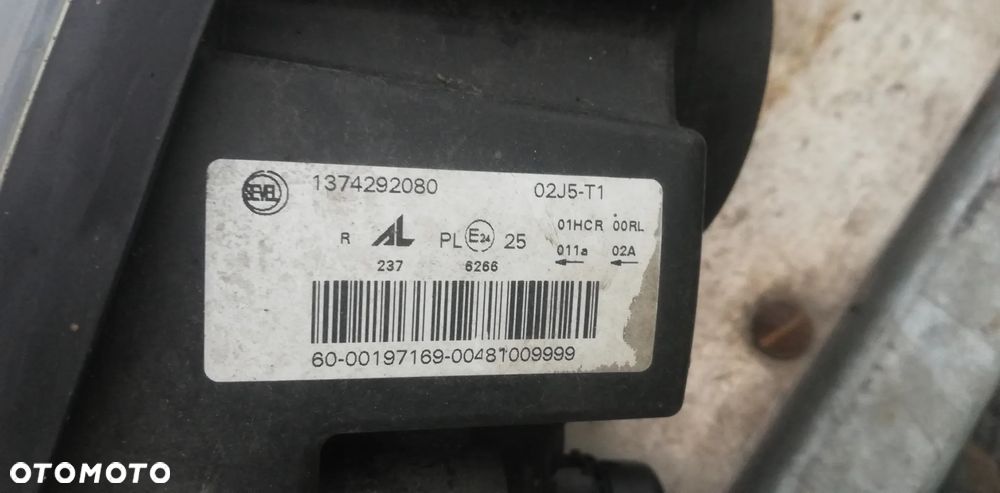 SEVEL 1374292080 02J5-T1
R AL PL E24 25 01HCR 00RL
237 6266 011a 02A
60-00197169-00481009999
OTOMOTO